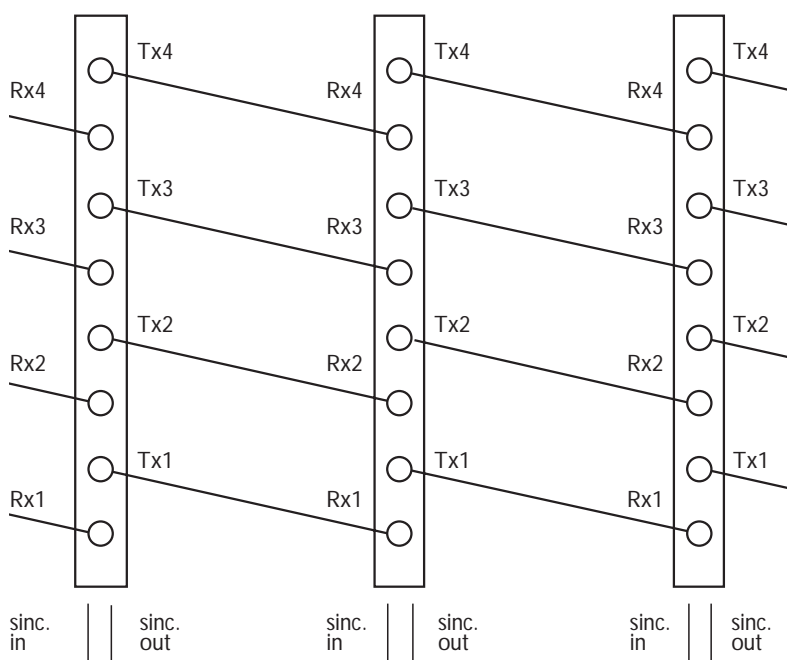 Tx4 Tx4 Tx4
Rx4 Rx4 Rx4
Tx3 Tx3 Tx3
Rx3 Rx3 Rx3
Tx2 Tx2 Tx2
Rx2 Rx2 Rx2
Tx1 Tx1 Tx1
Rx1 Rx1 Rx1
sinc. sinc. sinc. sinc. sinc. sinc.
in out in out in out